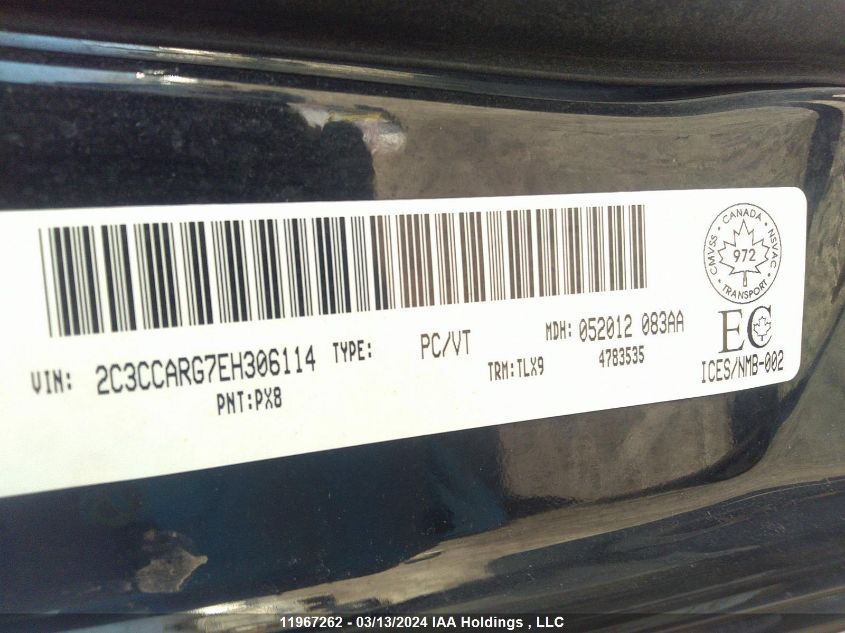 CANADA
CMVSS
NSVAC
972
TRANSPORT
VIN: 2C3CCARG7EH306114 TYPE: PC/VT MDH: 052012 083AA
PNT:PX8 TRM:TLX9 4783535
EC
ICES/NMB-002
11967262 - 03/13/2024 IAA Holdings , LLC